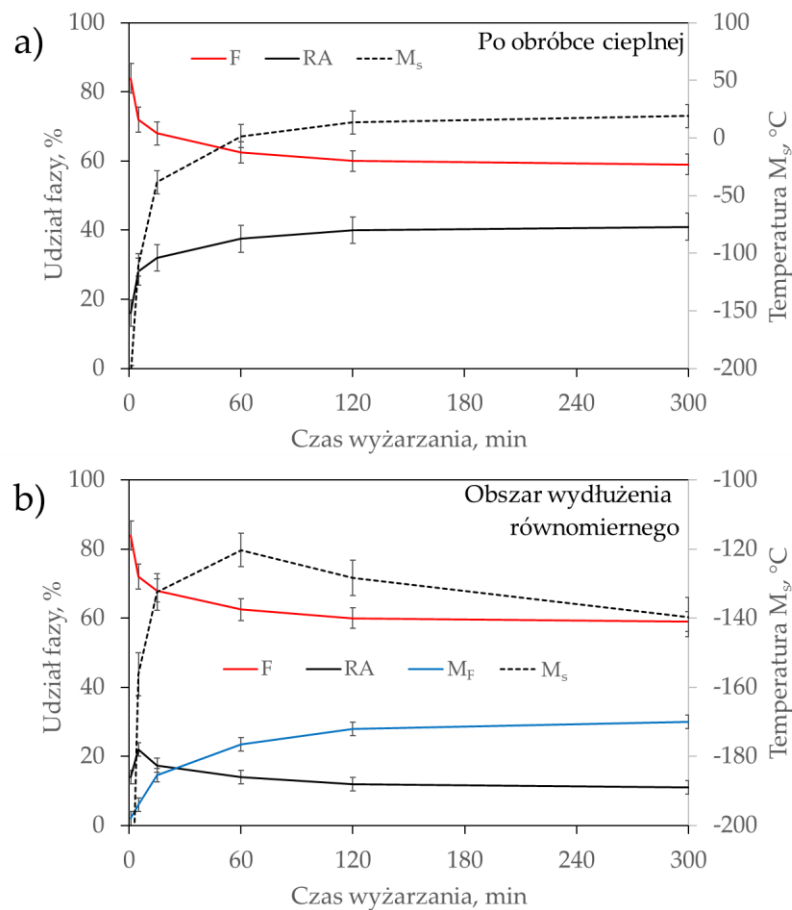 a)
Po obróbce cieplnej
F RA Ms
Udział fazy, %
100
80
60
40
20
0
Temperatura Ms, °C
100
50
0
-50
-100
-150
-200
0 60 120 180 240 300
Czas wyżarzania, min
b)
Obszar wydłużenia
równomiernego
F RA MF Ms
Udział fazy, %
100
80
60
40
20
0
Temperatura Ms, °C
-100
-120
-140
-160
-180
-200
0 60 120 180 240 300
Czas wyżarzania, min